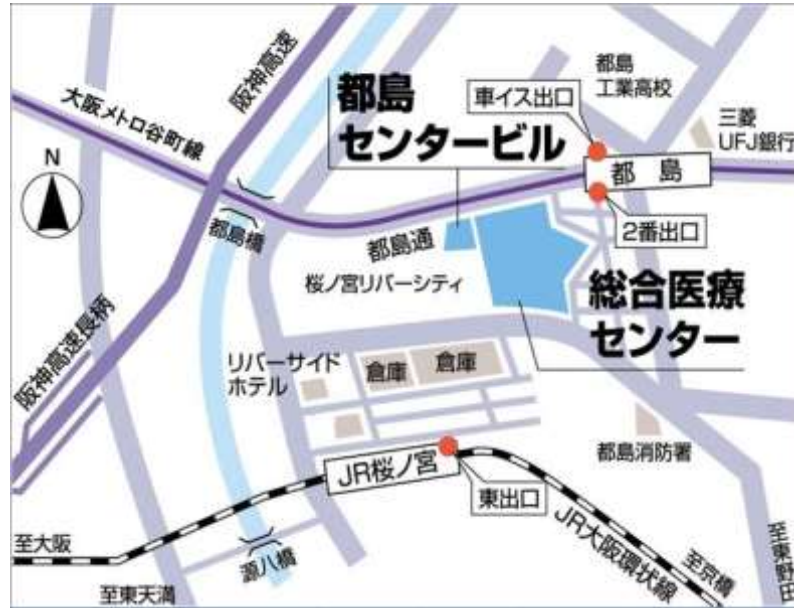 阪神高速
大阪メトロ谷町線
都島
センタービル
車イス出口
都島
工業高校
三菱
UFJ銀行
N
都島
都島橋
都島通
2番出口
桜ノ宮リバーシティ
総合医療
センター
阪神高速長柄
リバーサイド
ホテル
倉庫
倉庫
都島消防署
JR桜ノ宮
東出口
JR大阪環状線
至大阪
源八橋
至京橋
至東野田
至東天満